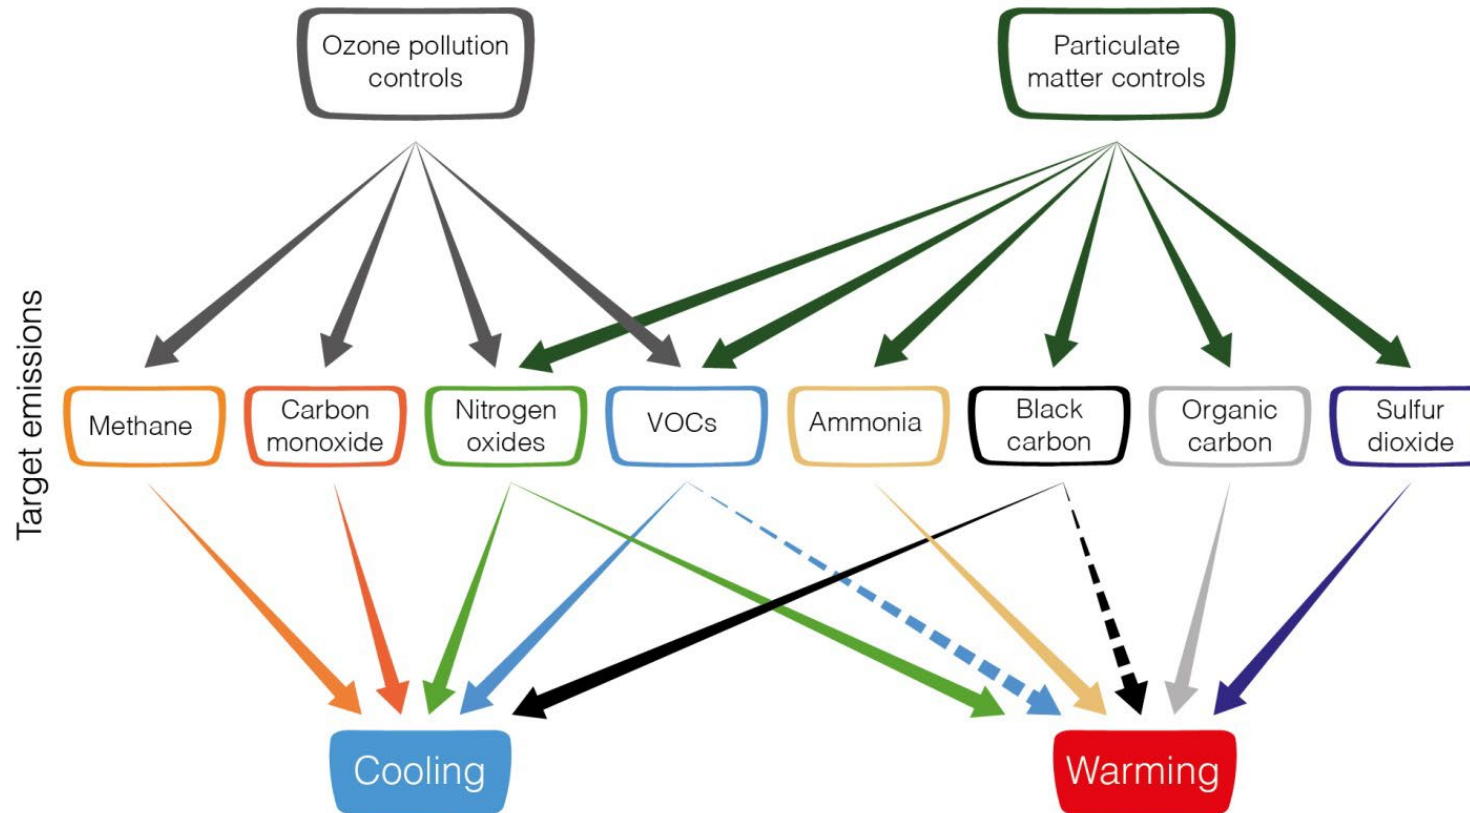 Ozone pollution
controls
Particulate
matter controls
Target emissions
Methane
Carbon
monoxide
Nitrogen
oxides
VOCs
Ammonia
Black
carbon
Organic
carbon
Sulfur
dioxide
Cooling
Warming